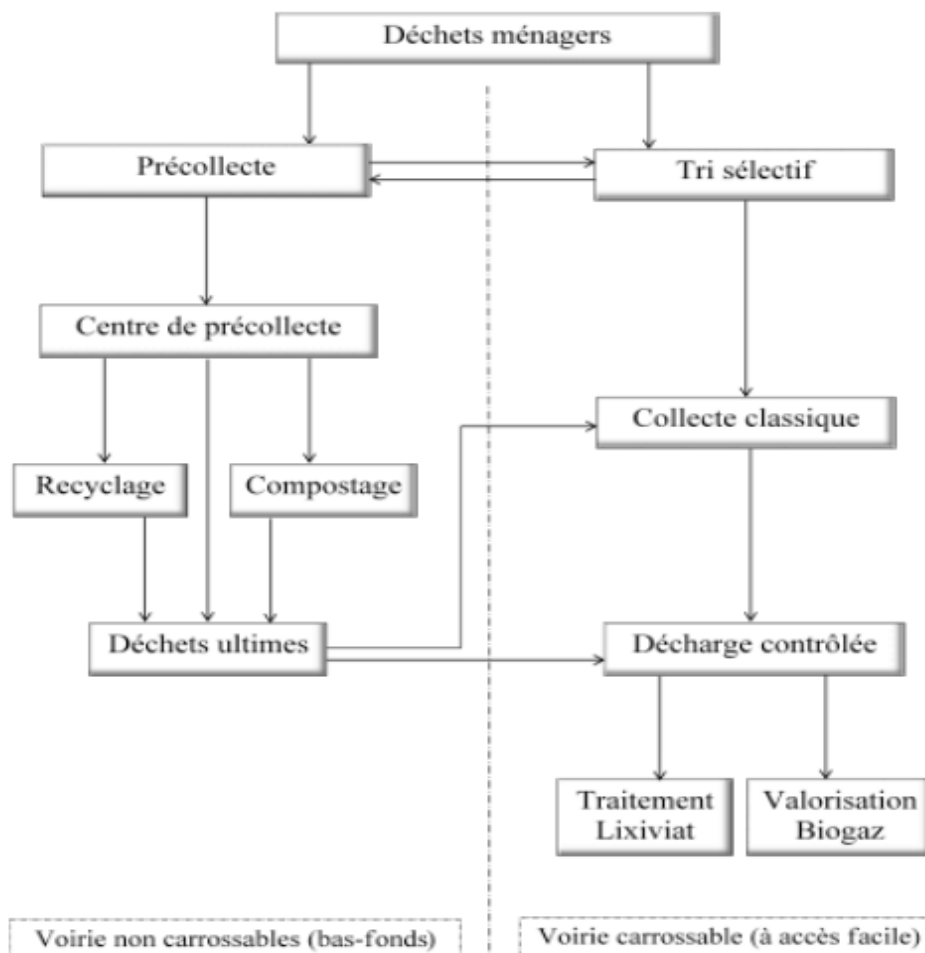 Déchets ménagers
Précollecte
Tri sélectif
Centre de précollecte
Collecte classique
Recyclage
Compostage
Déchets ultimes
Décharge contrôlée
Traitement
Lixiviat
Valorisation
Biogaz
Voirie non carrossables (bas-fonds)
Voirie carrossable (à accès facile)